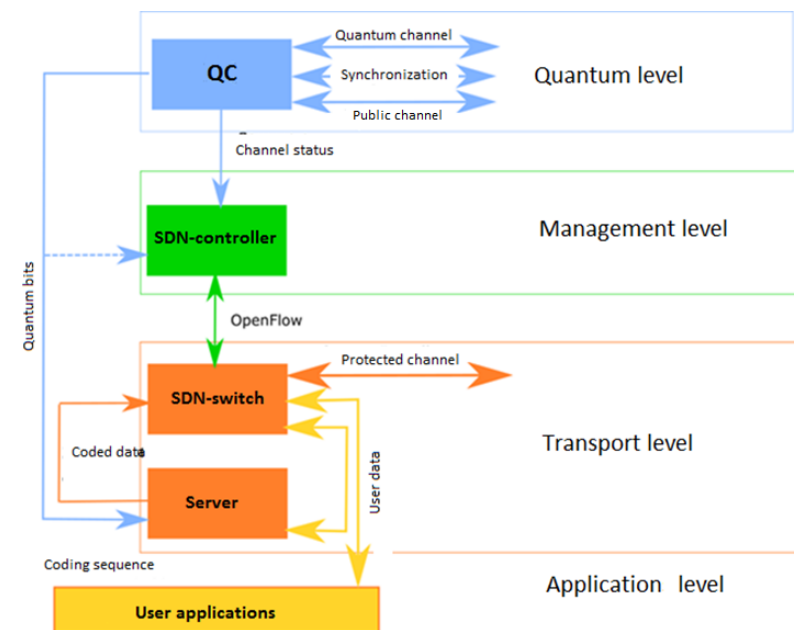 Quantum channel
QC
Synchronization
Quantum level
Public channel
Channel status
SDN-controller
Management level
Quantum bits
OpenFlow
Protected channel
SDN-switch
Transport level
Coded data
User data
Server
Coding sequence
Application level
User applications